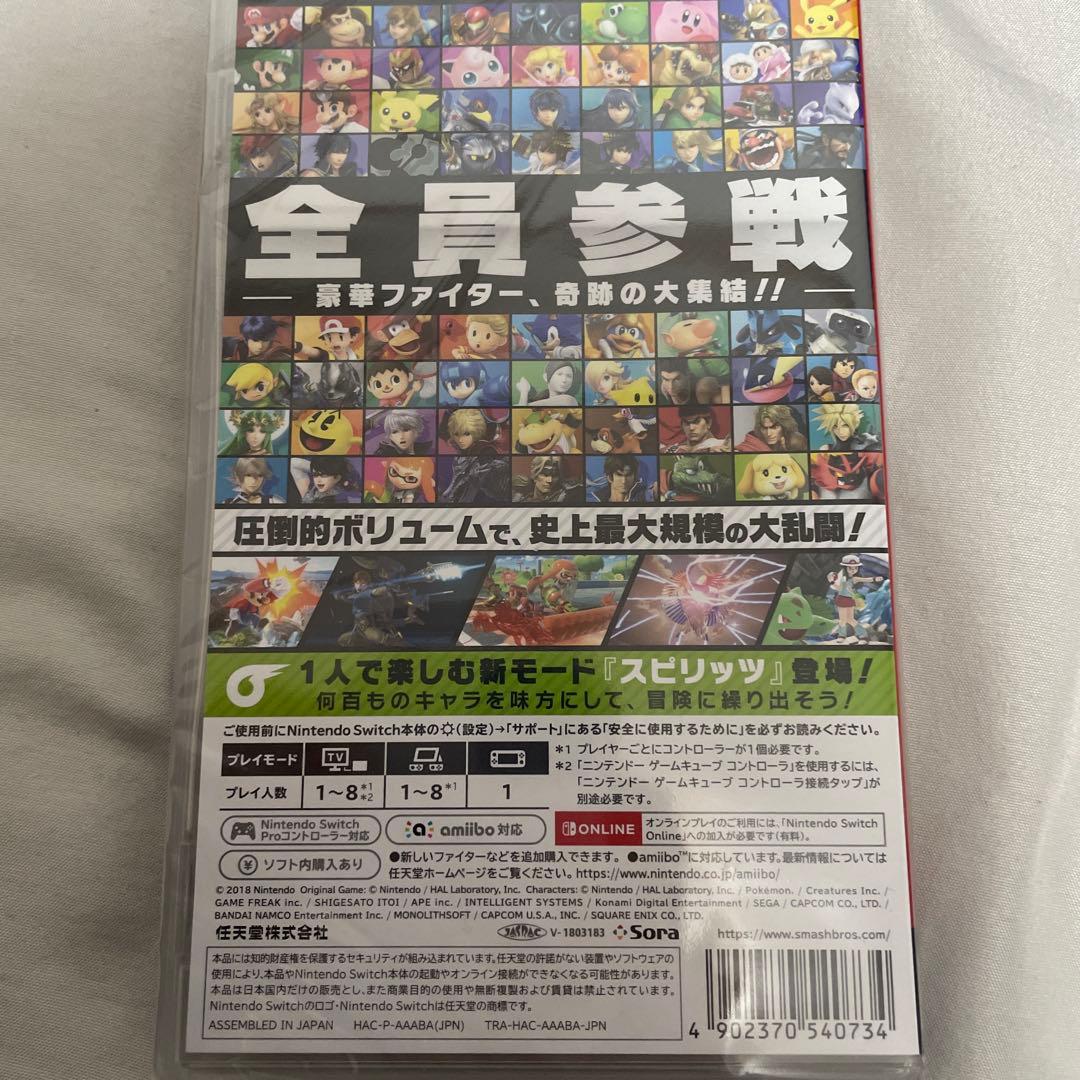 全員参戦
豪華ファイター、奇跡の大集結!!
圧倒的ボリュームで、史上最大規模の大乱闘!
1人で楽しむ新モード『スピリッツ』登場!
何百ものキャラを味方にして、冒険に繰り出そう!
ご使用前にNintendo Switch本体の(設定)→「サポート」にある「安全に使用するために」を必ずお読みください。
プレイモード TV
プレイ人数 1〜8*1*2 1〜8*1 1
*1 プレイヤーごとにコントローラーが1個必要です。
*2 「ニンテンドー ゲームキューブ コントローラ」を使用するには、
「ニンテンドー ゲームキューブ コントローラ接続タップ」が
別途必要です。
Nintendo Switch
Proコントローラー対応
amiibo 対応
ONLINE
オンラインプレイのご利用には、「Nintendo Switch
Online」への加入が必要です(有料)。
¥ ソフト内購入あり
●新しいファイターなどを追加購入できます。 ●amiibo™に対応しています。最新情報については
任天堂ホームページをご覧ください。https://www.nintendo.co.jp/amiibo/
© 2018 Nintendo Original Game: © Nintendo / HAL Laboratory, Inc. Characters: © Nintendo / HAL Laboratory, Inc. / Pokémon. / Creatures Inc. /
GAME FREAK inc. / SHIGESATO ITOI / APE inc. / INTELLIGENT SYSTEMS / Konami Digital Entertainment / SEGA / CAPCOM CO., LTD. /
BANDAI NAMCO Entertainment Inc. / MONOLITHSOFT / CAPCOM U.S.A., INC. / SQUARE ENIX CO., LTD.
任天堂株式会社
JASRAC V-1803183 Sora
https://www.smashbros.com/
本品には知的財産権を保護するセキュリティが組み込まれています。任天堂の許諾がない装置やソフトウェアの
使用により、本品やNintendo Switch本体の起動やオンライン接続ができなくなる可能性があります。
本品は日本国内だけの販売とし、また商業目的の使用や無断複製および賃貸は禁止されています。
Nintendo Switchのロゴ・Nintendo Switchは任天堂の商標です。
ASSEMBLED IN JAPAN HAC-P-AAABA(JPN) TRA-HAC-AAABA-JPN
4 902370 540734